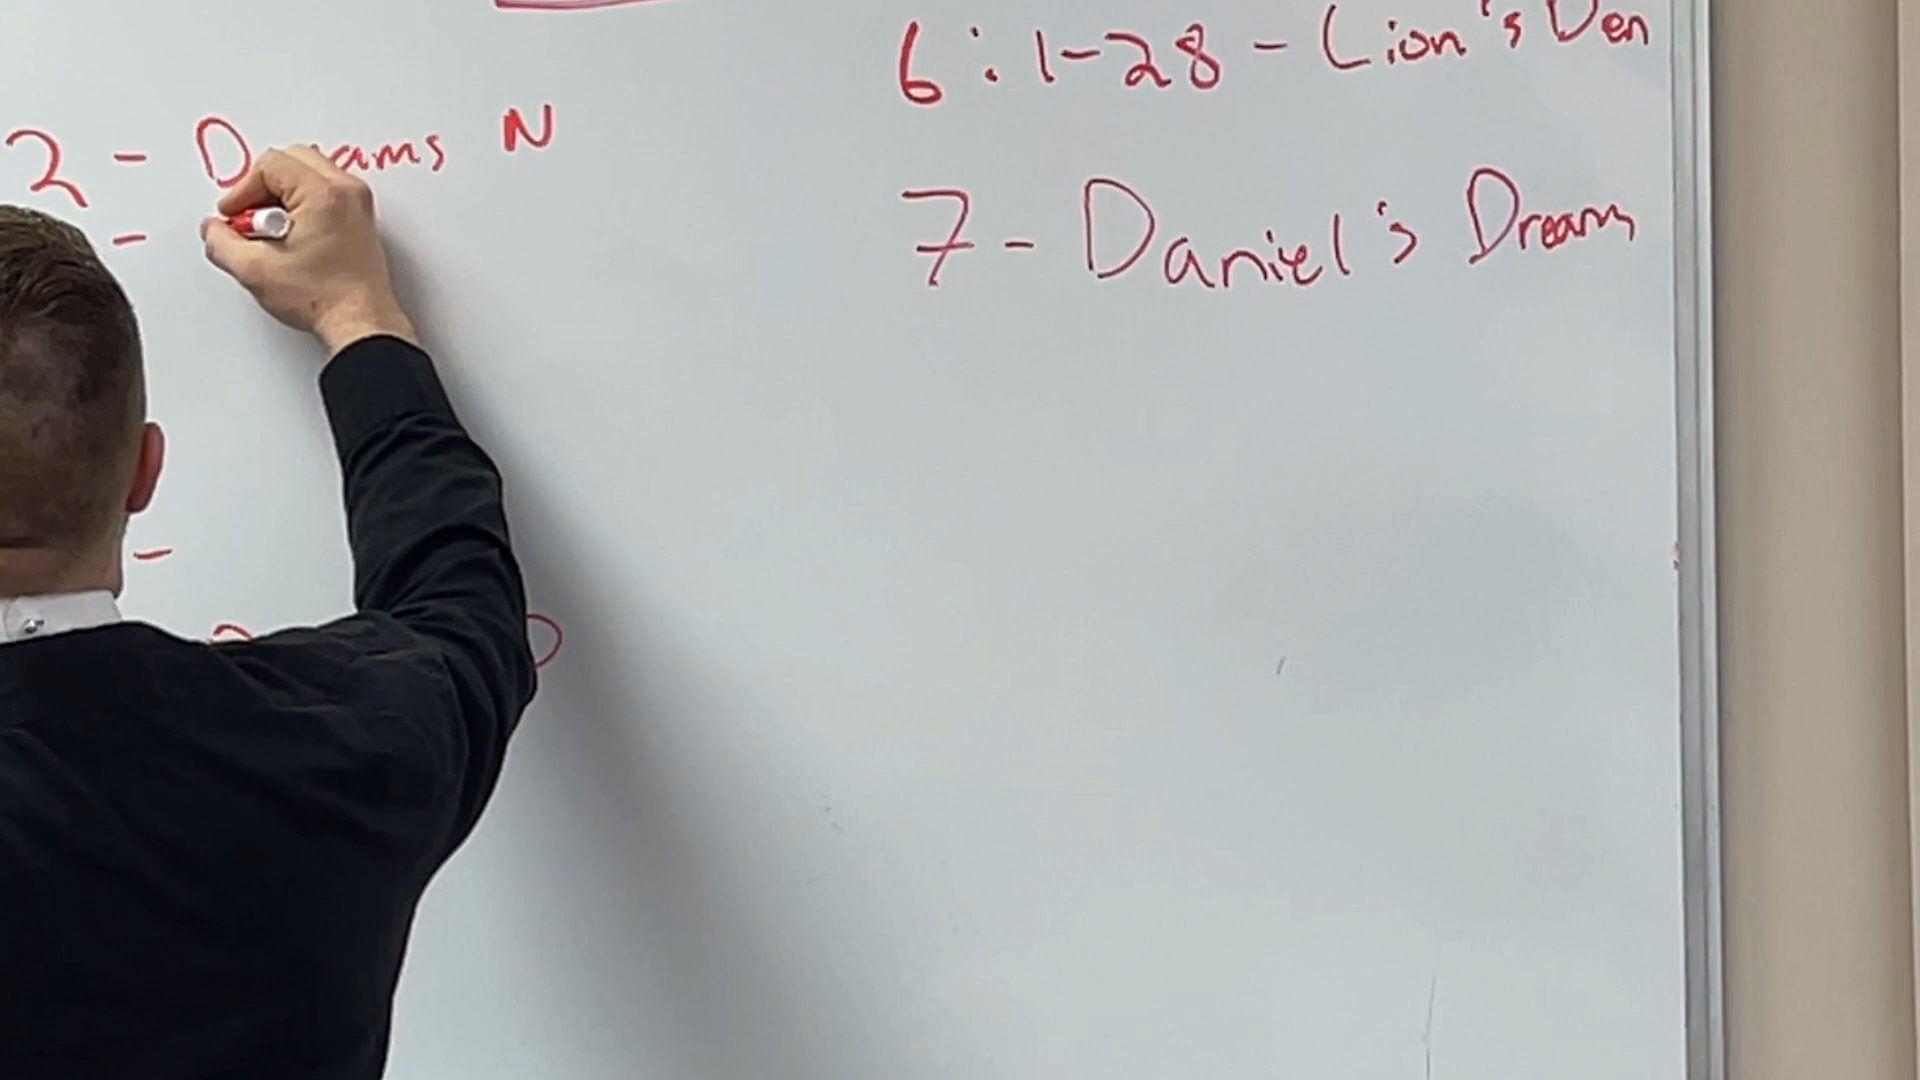 2 - Dreams N
-
-
6:1-28 - Lion's Den
7 - Daniel's Dream